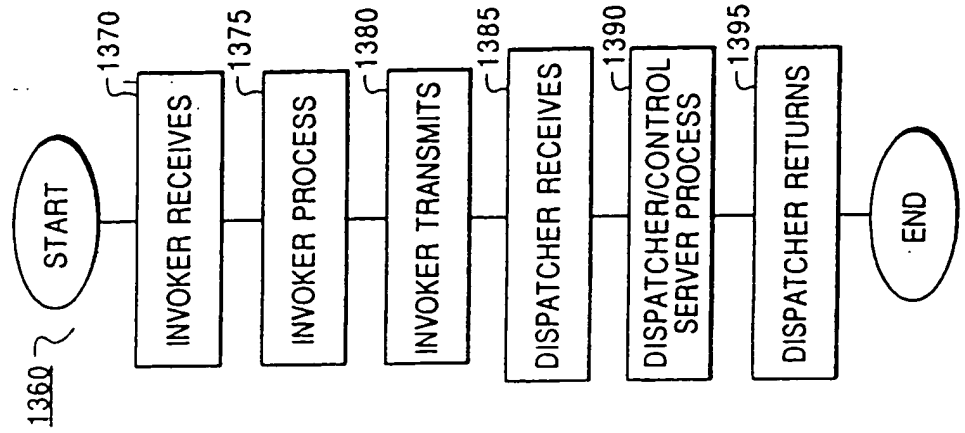 1360
START
1370
INVOKER RECEIVES
1375
INVOKER PROCESS
1380
INVOKER TRANSMITS
1385
DISPATCHER RECEIVES
1390
DISPATCHER/CONTROL
SERVER PROCESS
1395
DISPATCHER RETURNS
END